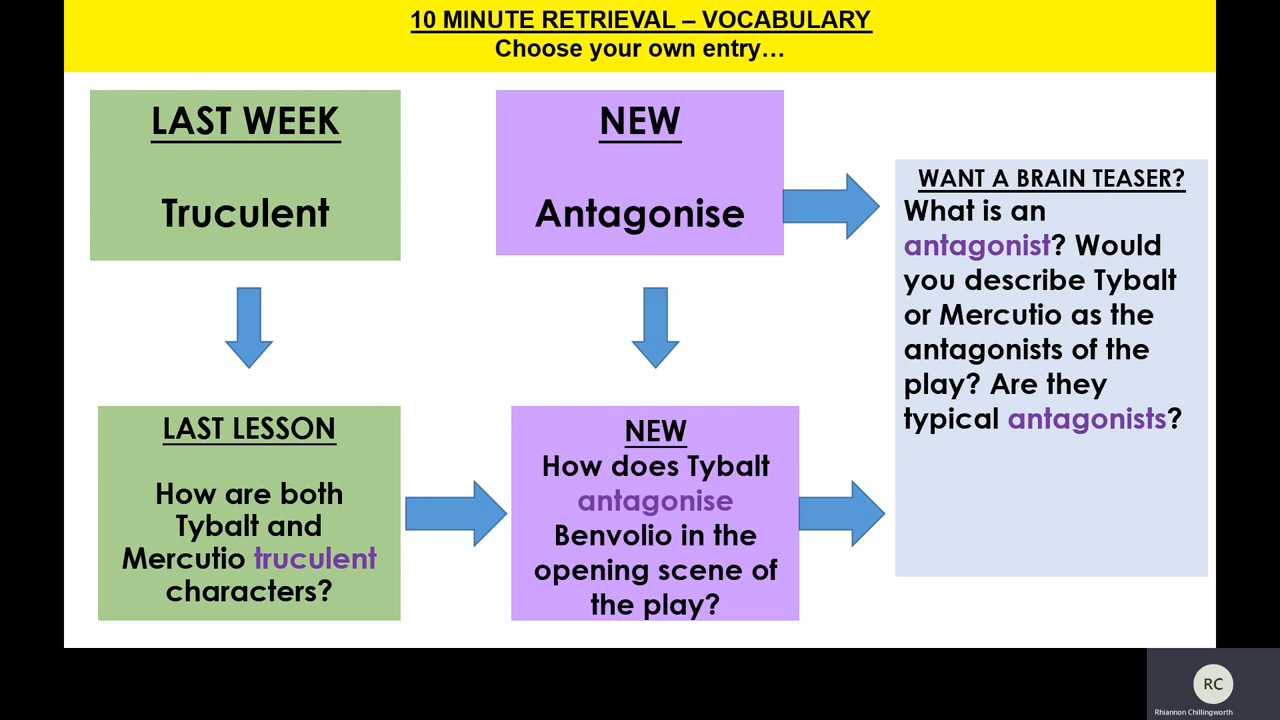 10 MINUTE RETRIEVAL – VOCABULARY
Choose your own entry…
LAST WEEK
Truculent
NEW
Antagonise
WANT A BRAIN TEASER?
What is an
antagonist? Would
you describe Tybalt
or Mercutio as the
antagonists of the
play? Are they
typical antagonists?
LAST LESSON
How are both
Tybalt and
Mercutio truculent
characters?
NEW
How does Tybalt
antagonise
Benvolio in the
opening scene of
the play?
RC
Rhiannon Chillingworth